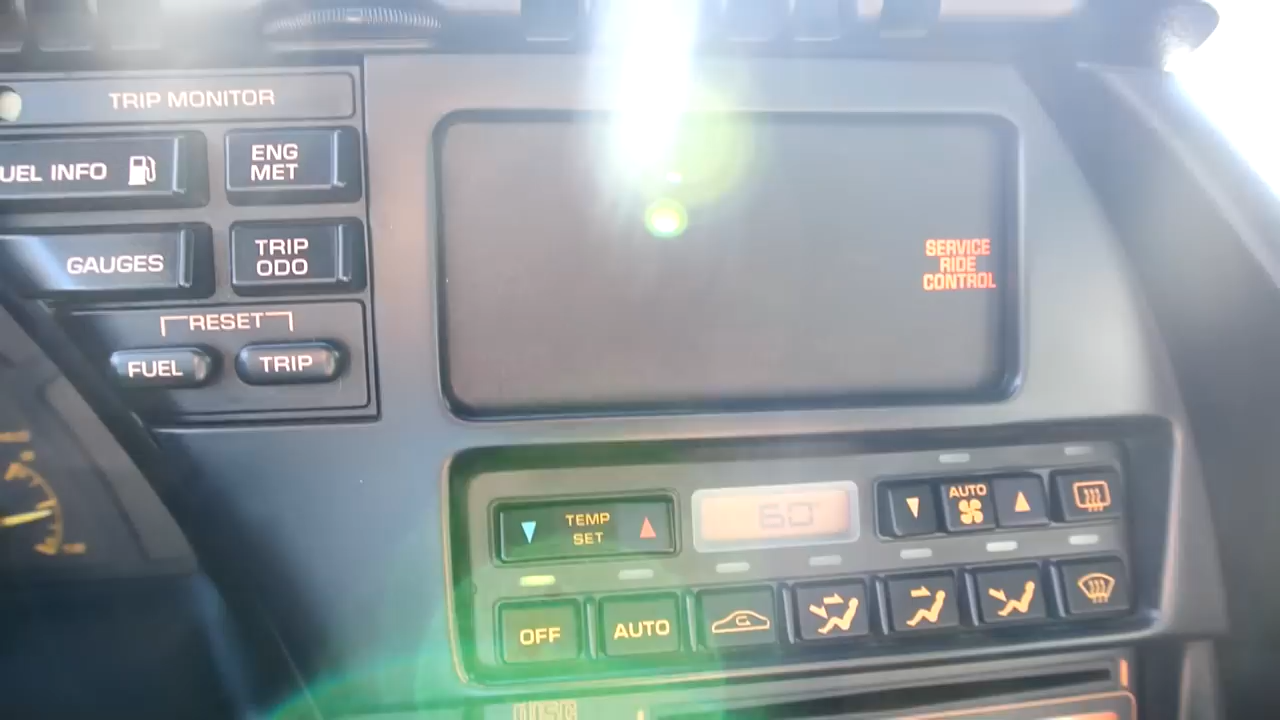 TRIP MONITOR
UEL INFO
ENG
MET
GAUGES
TRIP
ODO
RESET
FUEL
TRIP
SERVICE
RIDE
CONTROL
TEMP
SET
60°
AUTO
OFF
AUTO
DISC